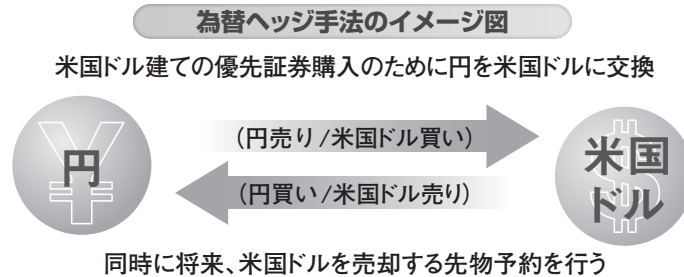 為替ヘッジ手法のイメージ図
米国ドル建ての優先証券購入のために円を米国ドルに交換
(円売り/米国ドル買い)
¥
円
$
米国
ドル
(円買い/米国ドル売り)
同時に将来、米国ドルを売却する先物予約を行う